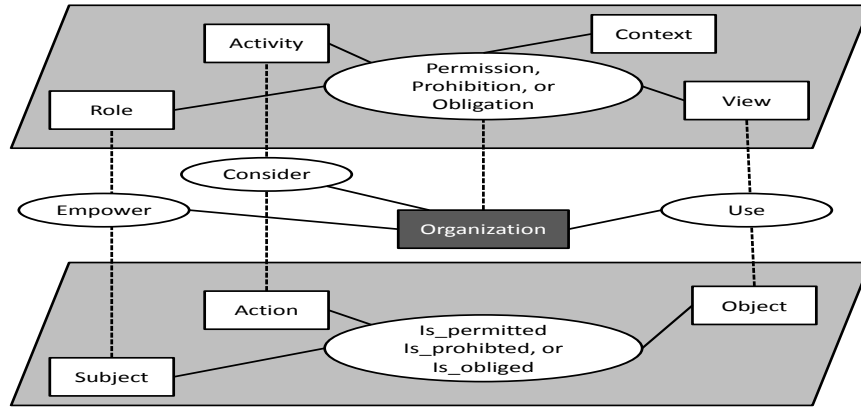 Activity
Context
Permission,
Prohibition, or
Obligation
Role
View
Consider
Empower
Organization
Use
Action
Object
Is_permitted
Is_prohibted, or
Is_obliged
Subject